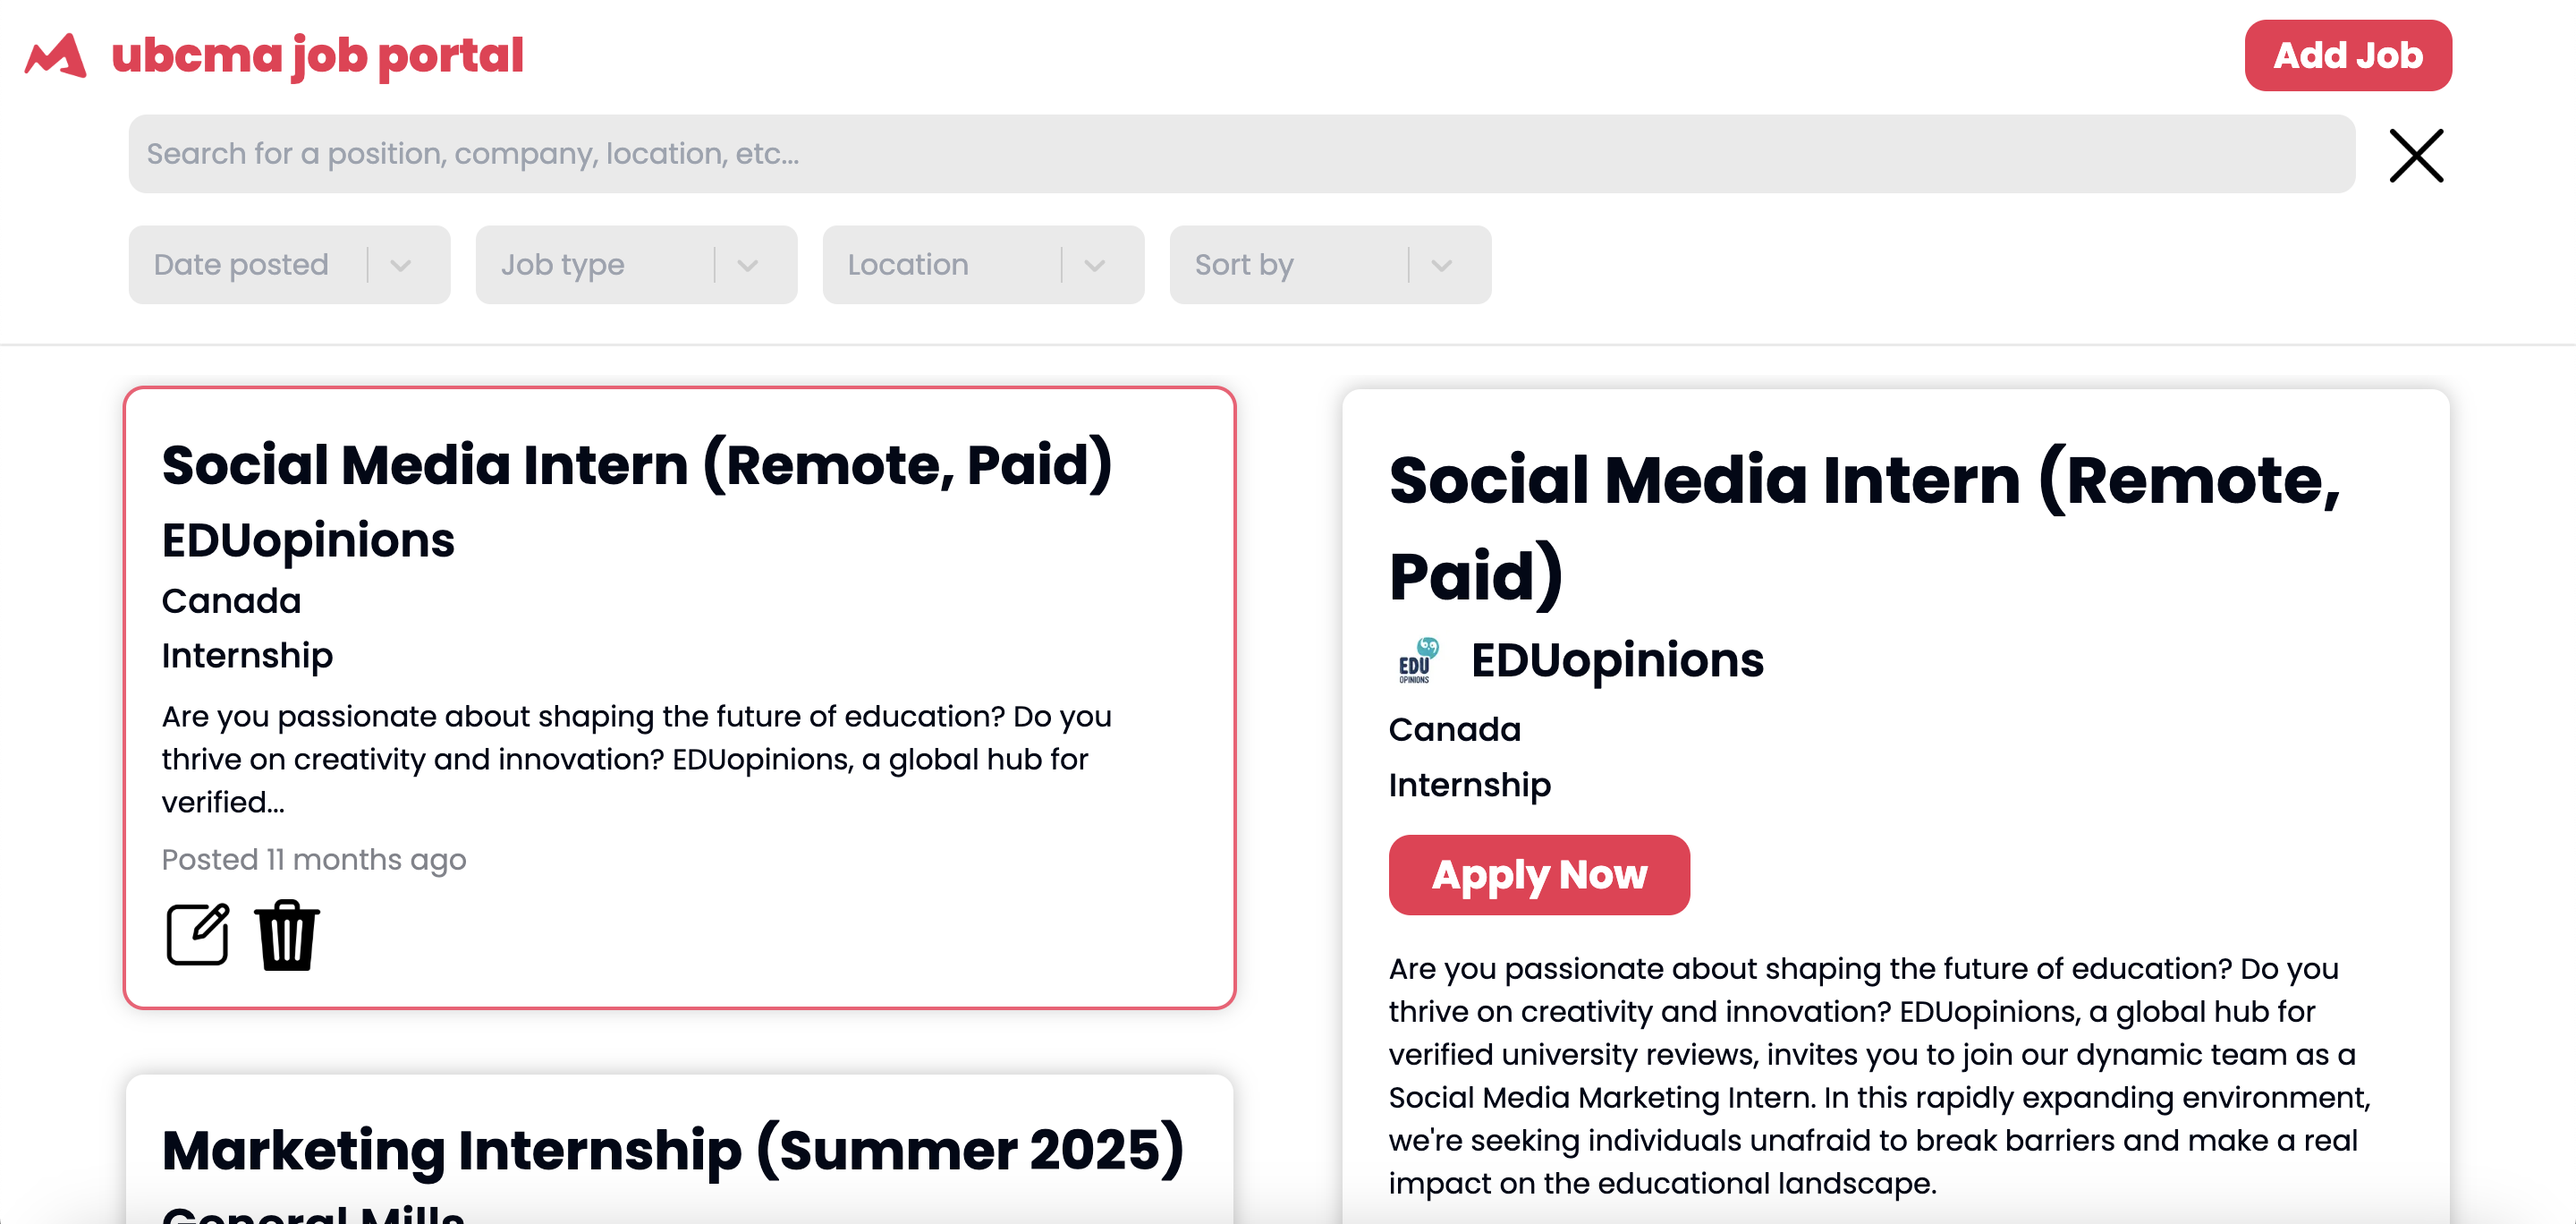 ubcma job portal
Add Job
Search for a position, company, location, etc...
Date posted
Job type
Location
Sort by
Social Media Intern (Remote, Paid)
EDUopinions
Canada
Internship
Are you passionate about shaping the future of education? Do you
thrive on creativity and innovation? EDUopinions, a global hub for
verified...
Posted 11 months ago
Marketing Internship (Summer 2025)
General Mills
Social Media Intern (Remote,
Paid)
EDU
OPINIONS
EDUopinions
Canada
Internship
Apply Now
Are you passionate about shaping the future of education? Do you
thrive on creativity and innovation? EDUopinions, a global hub for
verified university reviews, invites you to join our dynamic team as a
Social Media Marketing Intern. In this rapidly expanding environment,
we're seeking individuals unafraid to break barriers and make a real
impact on the educational landscape.